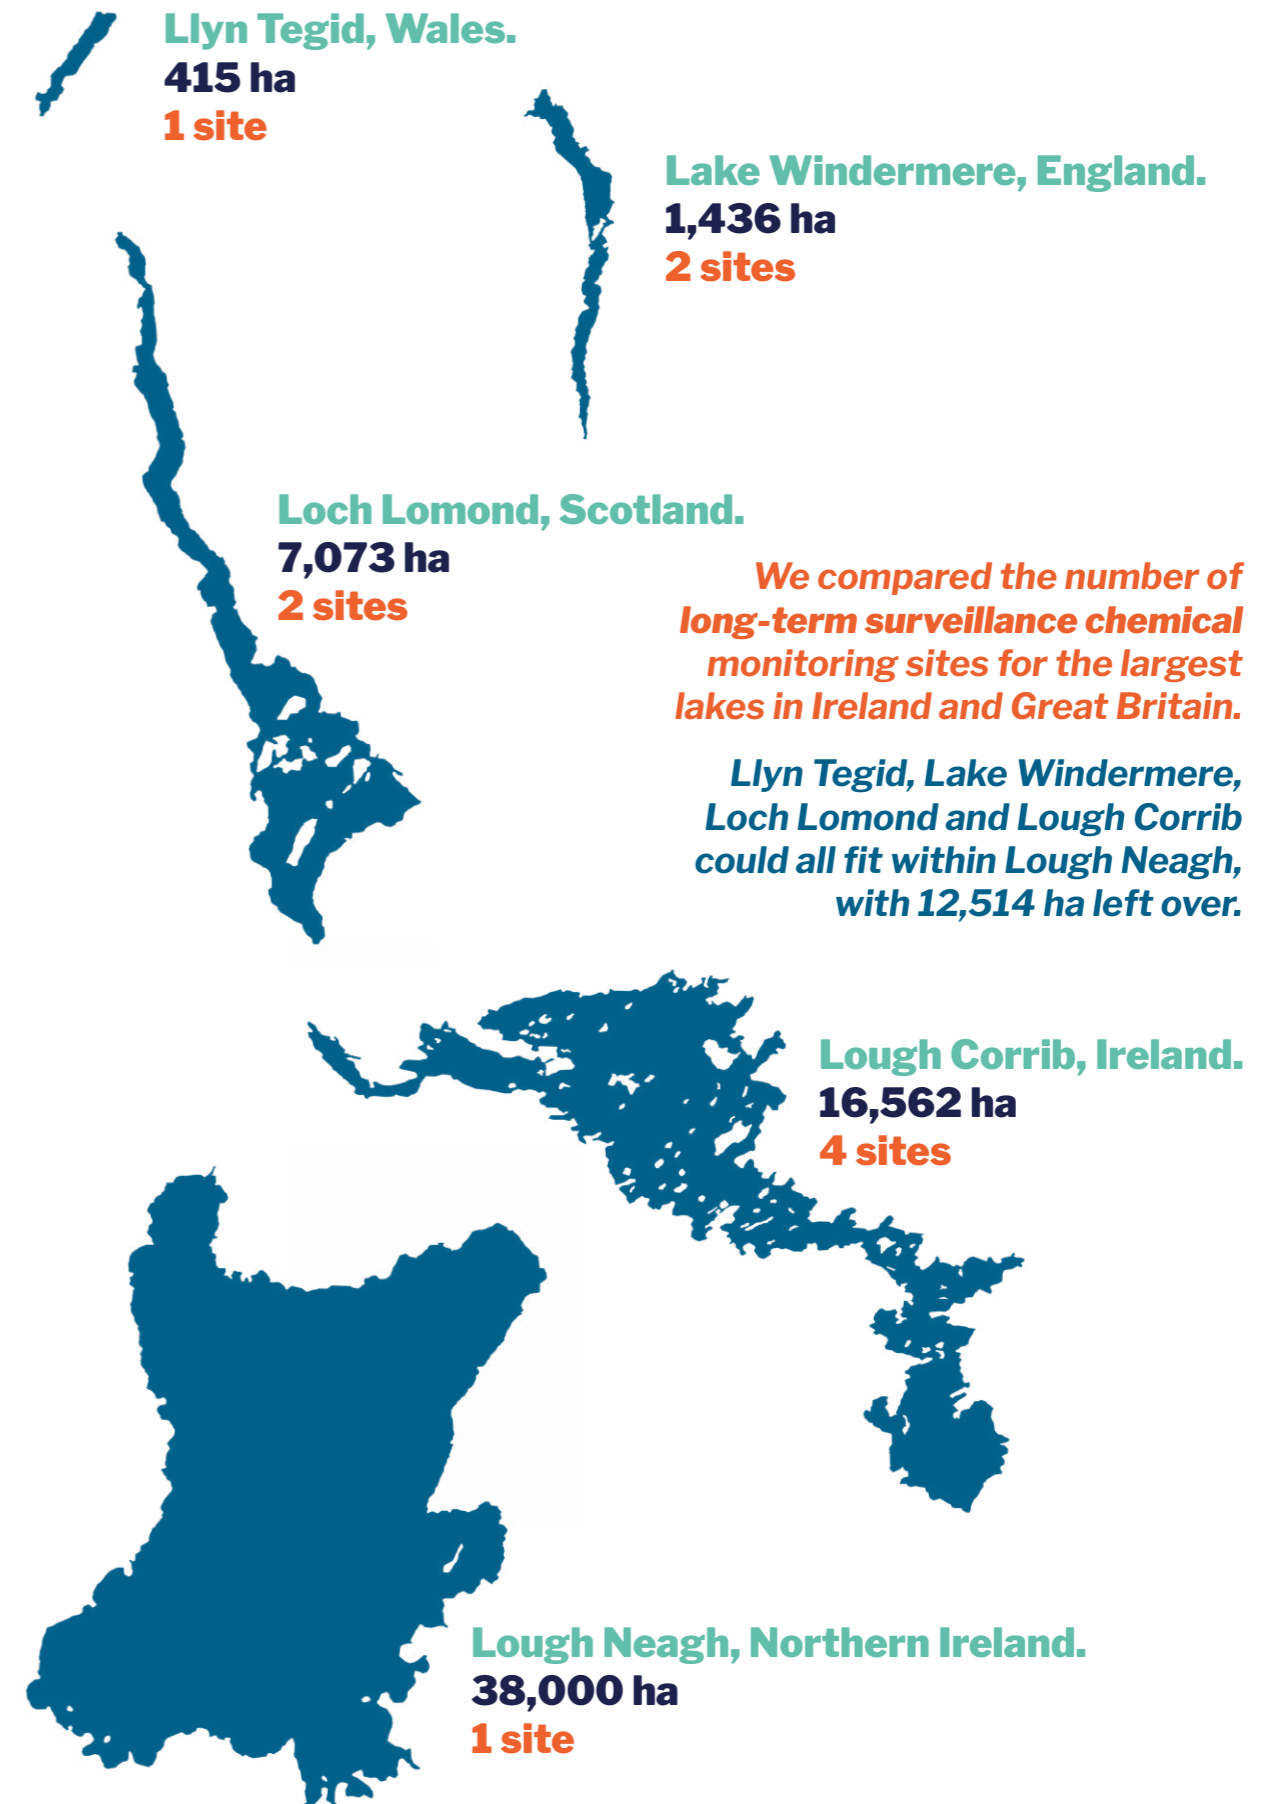 Llyn Tegid, Wales.
415 ha
1 site
Lake Windermere, England.
1,436 ha
2 sites
Loch Lomond, Scotland.
7,073 ha
2 sites
We compared the number of
long-term surveillance chemical
monitoring sites for the largest
lakes in Ireland and Great Britain.
Llyn Tegid, Lake Windermere,
Loch Lomond and Lough Corrib
could all fit within Lough Neagh,
with 12,514 ha left over.
Lough Corrib, Ireland.
16,562 ha
4 sites
Lough Neagh, Northern Ireland.
38,000 ha
1 site